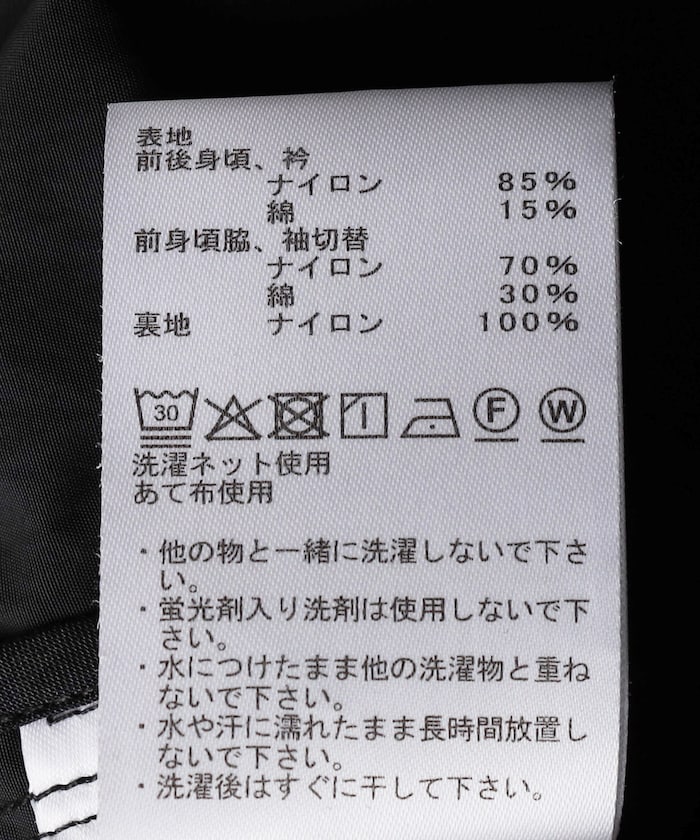 表地
前後身頃、衿
ナイロン 85%
綿 15%
前身頃脇、袖切替
ナイロン 70%
綿 30%
裏地 ナイロン 100%
30 F W
洗濯ネット使用
あて布使用
・他の物と一緒に洗濯しないで下さ
い。
・蛍光剤入り洗剤は使用しないで下
さい。
・水につけたまま他の洗濯物と重ね
ないで下さい。
・水や汗に濡れたまま長時間放置し
ないで下さい。
・洗濯後はすぐに干して下さい。